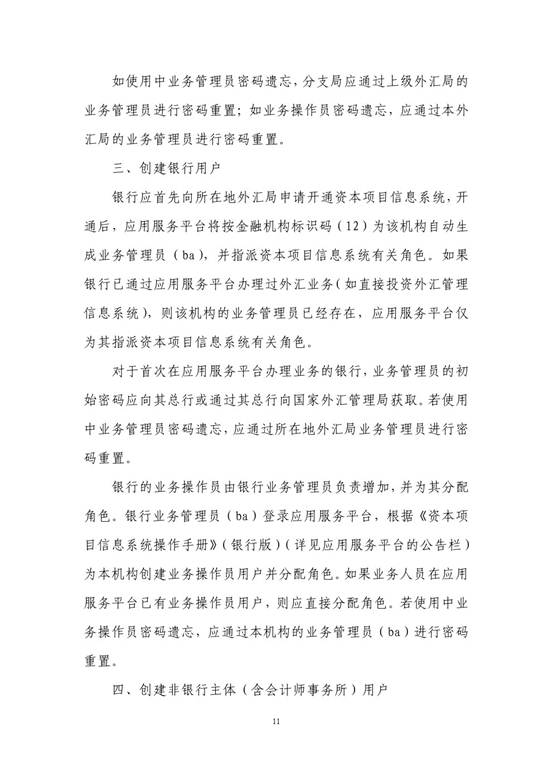 如使用中业务管理员密码遗忘，分支局应通过上级外汇局的
业务管理员进行密码重置；如业务操作员密码遗忘，应通过本外
汇局的业务管理员进行密码重置。
三、创建银行用户
银行应首先向所在地外汇局申请开通资本项目信息系统，开
通后，应用服务平台将按金融机构标识码（12）为该机构自动生
成业务管理员（ba），并指派资本项目信息系统有关角色。如果
银行已通过应用服务平台办理过外汇业务（如直接投资外汇管理
信息系统），则该机构的业务管理员已经存在，应用服务平台仅
为其指派资本项目信息系统有关角色。
对于首次在应用服务平台办理业务的银行，业务管理员的初
始密码应向其总行或通过其总行向国家外汇管理局获取。若使用
中业务管理员密码遗忘，应通过所在地外汇局业务管理员进行密
码重置。
银行的业务操作员由银行业务管理员负责增加，并为其分配
角色。银行业务管理员（ba）登录应用服务平台，根据《资本项
目信息系统操作手册》（银行版）（详见应用服务平台的公告栏）
为本机构创建业务操作员用户并分配角色。如果业务人员在应用
服务平台已有业务操作员用户，则应直接分配角色。若使用中业
务操作员密码遗忘，应通过本机构的业务管理员（ba）进行密码
重置。
四、创建非银行主体（含会计师事务所）用户
11